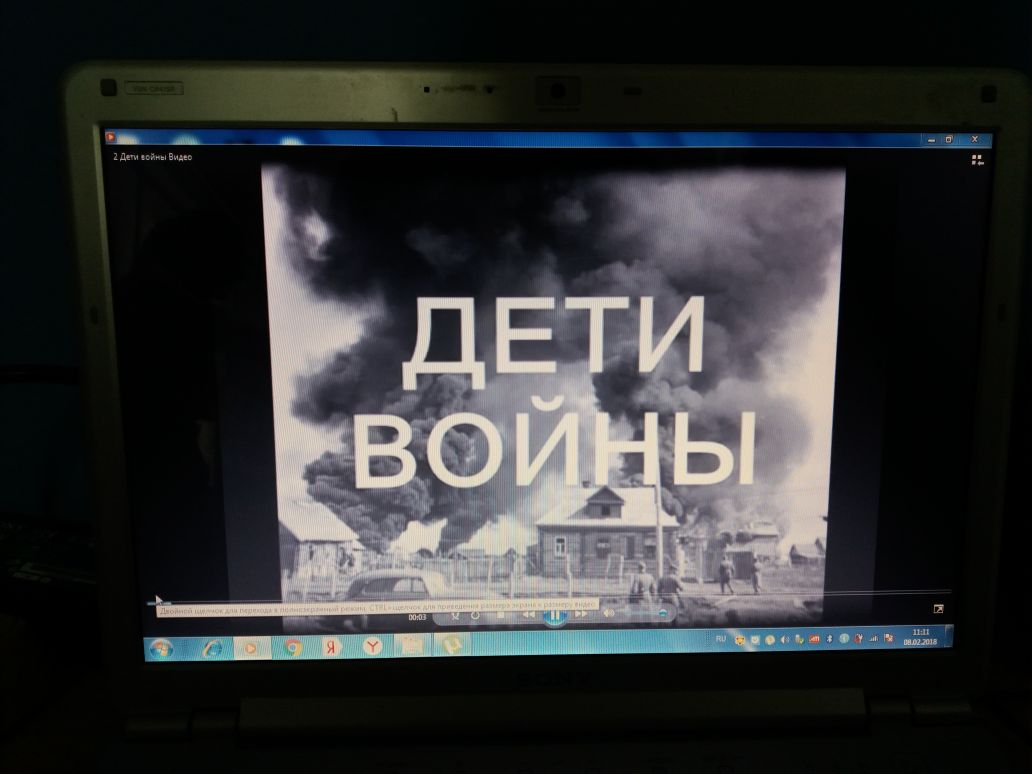 2 Дети войны Видео
ДЕТИ
ВОЙНЫ
Двойной щелчок для перехода в полноэкранный режим, CTRL+щелчок для приведения размера экрана к размеру видео
00:03
RU
11:11
08.02.2018
SONY